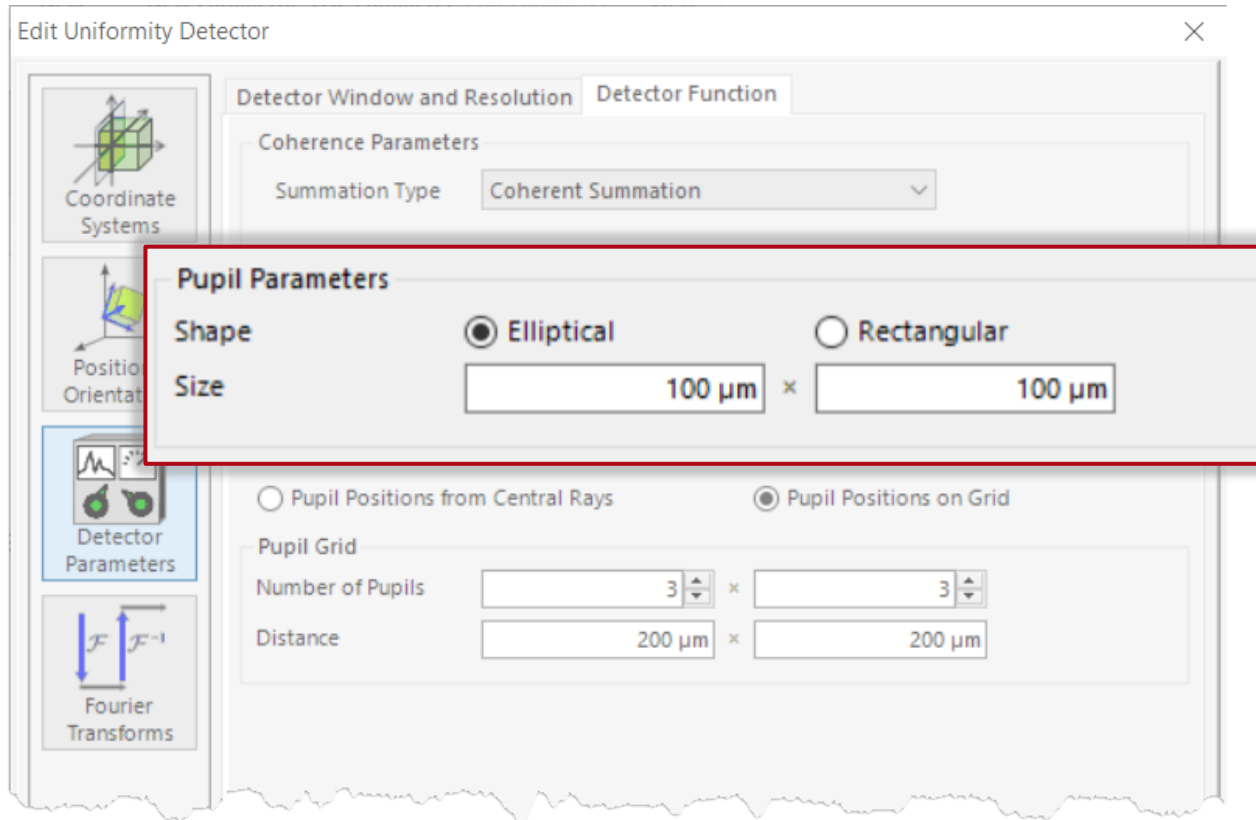 Edit Uniformity Detector
Detector Window and Resolution
Detector Function
Coherence Parameters
Summation Type
Coherent Summation
Coordinate
Systems
Pupil Parameters
Shape
Elliptical
Rectangular
Size
100 µm × 100 µm
Detector
Parameters
Pupil Positions from Central Rays
Pupil Positions on Grid
Pupil Grid
Number of Pupils
3 × 3
Distance
200 µm × 200 µm
ℱ ℱ⁻¹
Fourier
Transforms